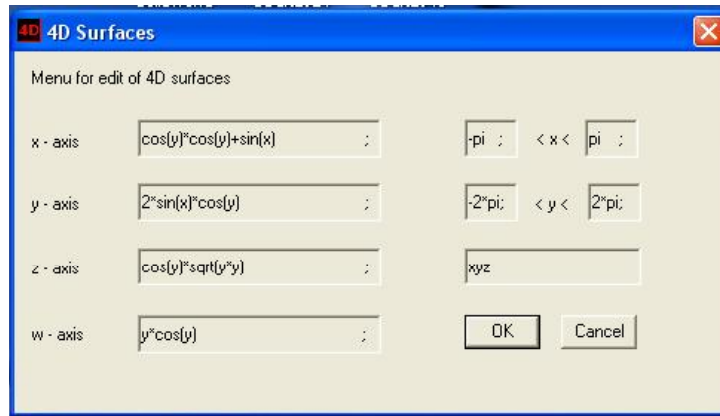 4D 4D Surfaces
Menu for edit of 4D surfaces
x - axis cos(y)*cos(y)+sin(x) ; -pi ; < x < pi ;
y - axis 2*sin(x)*cos(y) ; -2*pi; < y < 2*pi;
z - axis cos(y)*sqrt(y*y) ; xyz
w - axis y*cos(y) ; OK Cancel